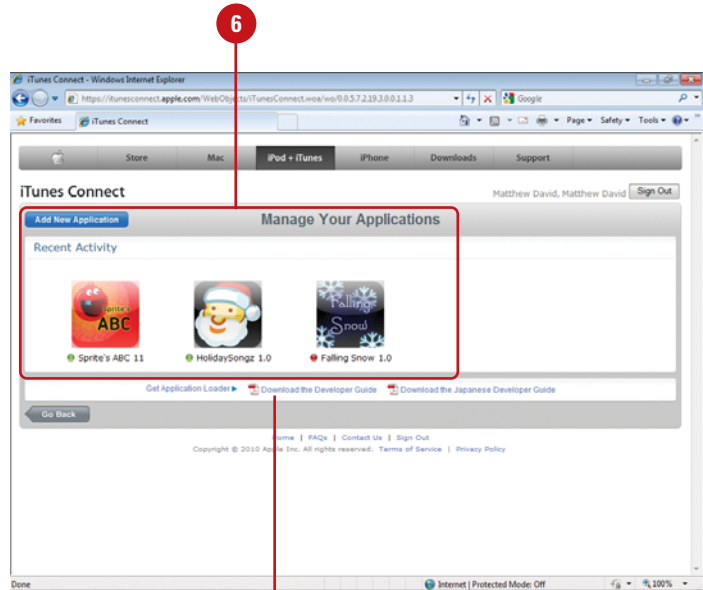 6
iTunes Connect - Windows Internet Explorer
https://itunesconnect.apple.com/WebObjects/iTunesConnect.woa/wo/0.0.5.7.2.19.3.0.0.1.1.3
Google
Favorites iTunes Connect Page Safety Tools
Store Mac iPod + iTunes iPhone Downloads Support
iTunes Connect Matthew David, Matthew David Sign Out
Add New Application Manage Your Applications
Recent Activity
Sprite's
ABC
Falling
Snow
Sprite's ABC 11 HolidaySongz 1.0 Falling Snow 1.0
Get Application Loader Download the Developer Guide Download the Japanese Developer Guide
Go Back
Home | FAQs | Contact Us | Sign Out
Copyright © 2010 Apple Inc. All rights reserved. Terms of Service | Privacy Policy
Done Internet | Protected Mode: Off 100%